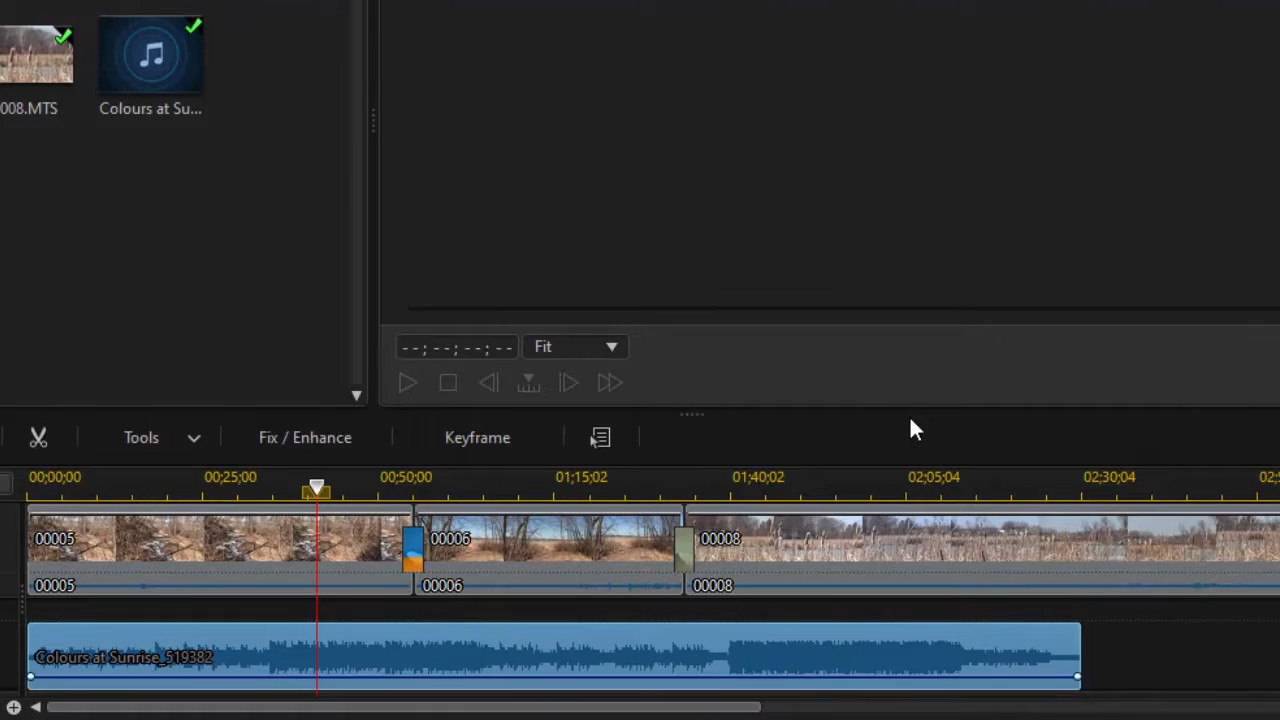 008.MTS
Colours at Su...
--;--;--;--
Fit
Tools
Fix / Enhance
Keyframe
00;00;00
00;25;00
00;50;00
01;15;02
01;40;02
02;05;04
02;30;04
00005
00006
00008
00005
00006
00008
Colours at Sunrise_519382